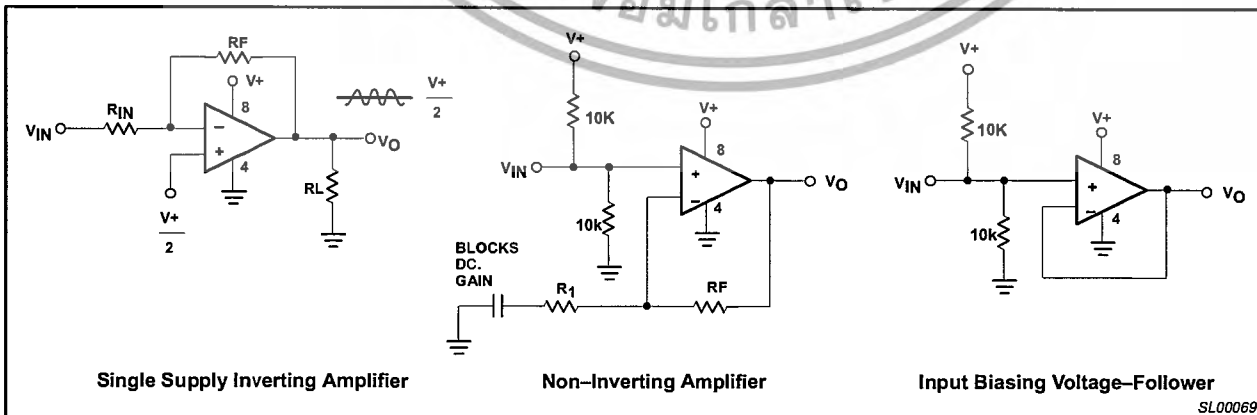 RF
V+
8
RIN
VIN
−
+
4
VO
RL
V+
2
V+
2
V+
10K
V+
8
VIN
+
−
4
VO
10k
BLOCKS
DC.
GAIN
R1
RF
V+
10K
V+
8
VIN
+
−
4
VO
10k
Single Supply Inverting Amplifier
Non–Inverting Amplifier
Input Biasing Voltage–Follower
SL00069